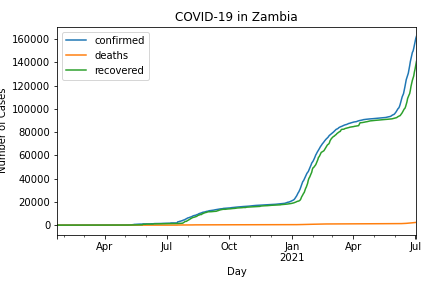 COVID-19 in Zambia
confirmed
deaths
recovered
160000
140000
120000
100000
80000
60000
40000
20000
0
Number of Cases
Apr Jul Oct Jan Apr Jul
2021
Day